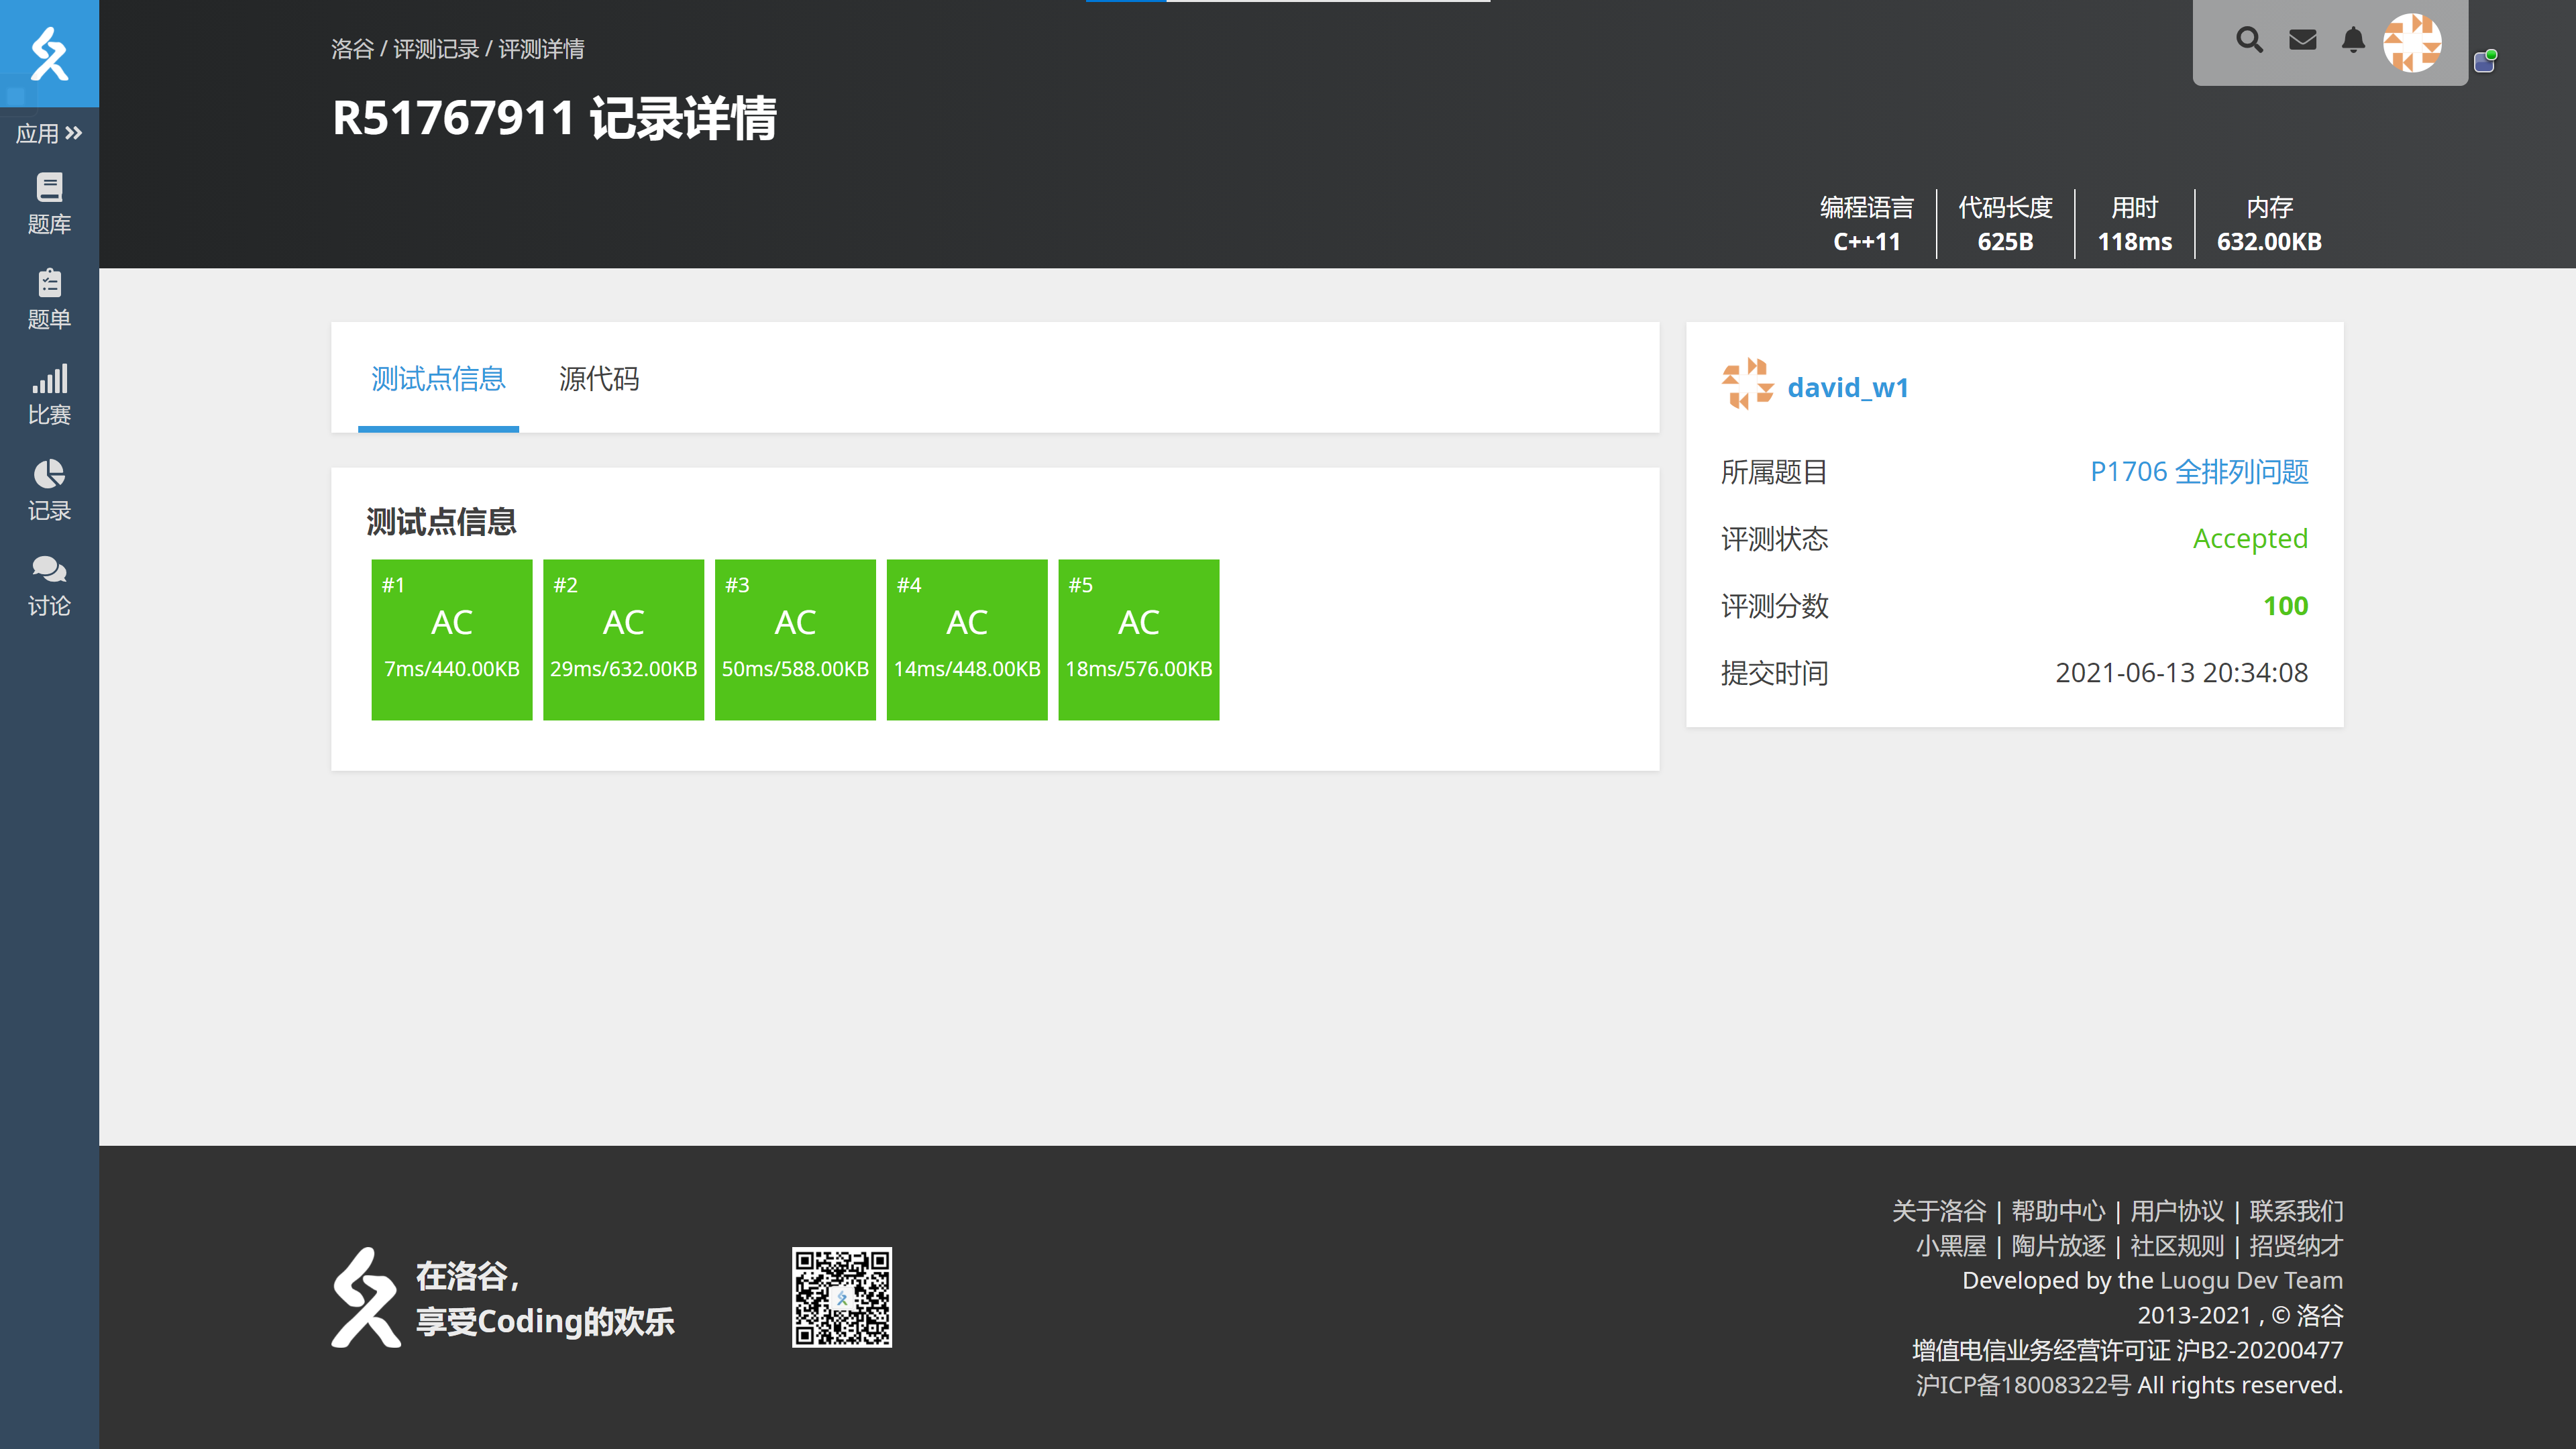 洛谷 / 评测记录 / 评测详情
R51767911 记录详情
应用
题库
题单
比赛
记录
讨论
编程语言
C++11
代码长度
625B
用时
118ms
内存
632.00KB
测试点信息 源代码
测试点信息
#1
AC
7ms/440.00KB
#2
AC
29ms/632.00KB
#3
AC
50ms/588.00KB
#4
AC
14ms/448.00KB
#5
AC
18ms/576.00KB
david_w1
所属题目 P1706 全排列问题
评测状态 Accepted
评测分数 100
提交时间 2021-06-13 20:34:08
在洛谷，
享受Coding的欢乐
关于洛谷 | 帮助中心 | 用户协议 | 联系我们
小黑屋 | 陶片放逐 | 社区规则 | 招贤纳才
Developed by the Luogu Dev Team
2013-2021 , © 洛谷
增值电信业务经营许可证 沪B2-20200477
沪ICP备18008322号 All rights reserved.